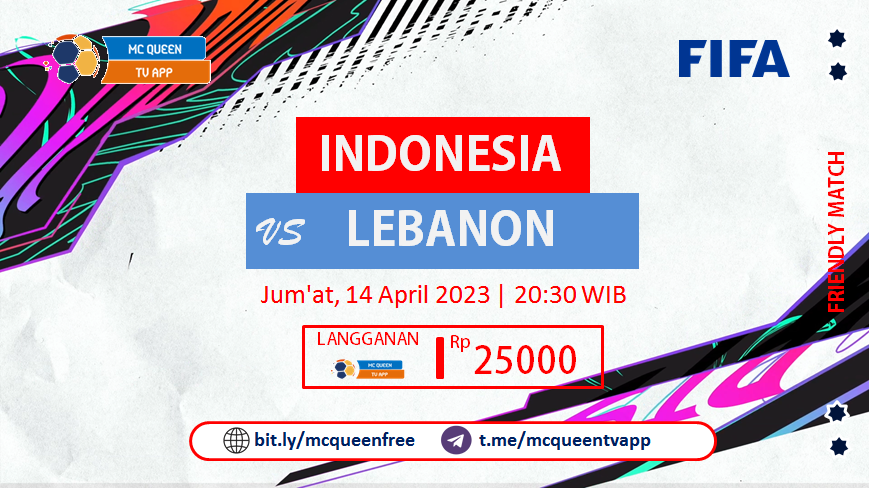 MC QUEEN
TV APP
FIFA
INDONESIA
VS LEBANON
FRIENDLY MATCH
Jum'at, 14 April 2023 | 20:30 WIB
LANGGANAN
MC QUEEN
TV APP
Rp 25000
bit.ly/mcqueenfree t.me/mcqueentvapp